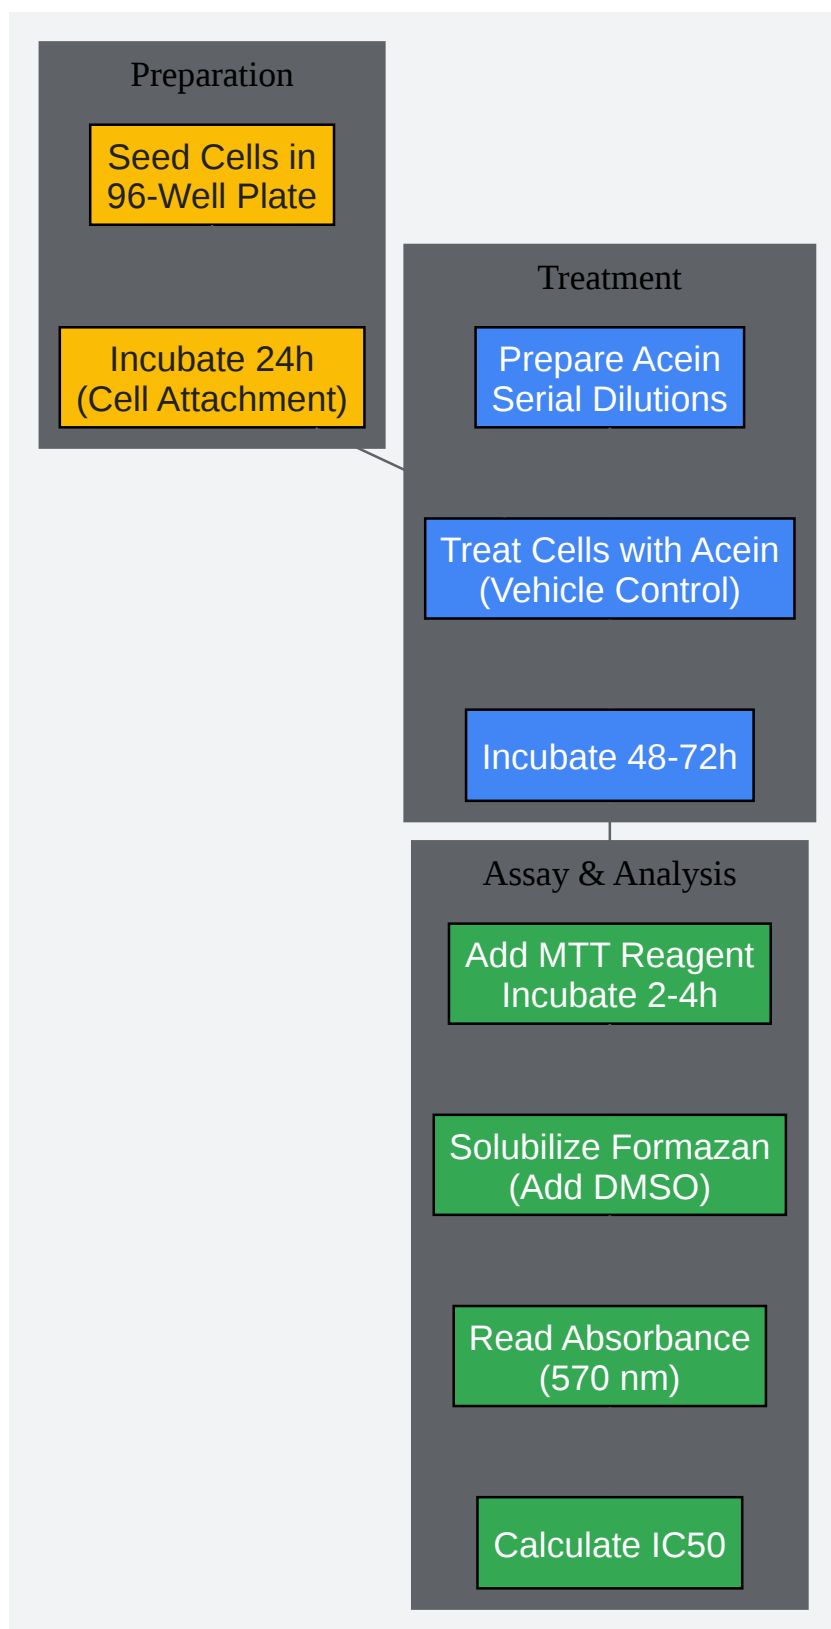 Preparation
Seed Cells in
96-Well Plate
Incubate 24h
(Cell Attachment)
Treatment
Prepare Acein
Serial Dilutions
Treat Cells with Acein
(Vehicle Control)
Incubate 48-72h
Assay & Analysis
Add MTT Reagent
Incubate 2-4h
Solubilize Formazan
(Add DMSO)
Read Absorbance
(570 nm)
Calculate IC50